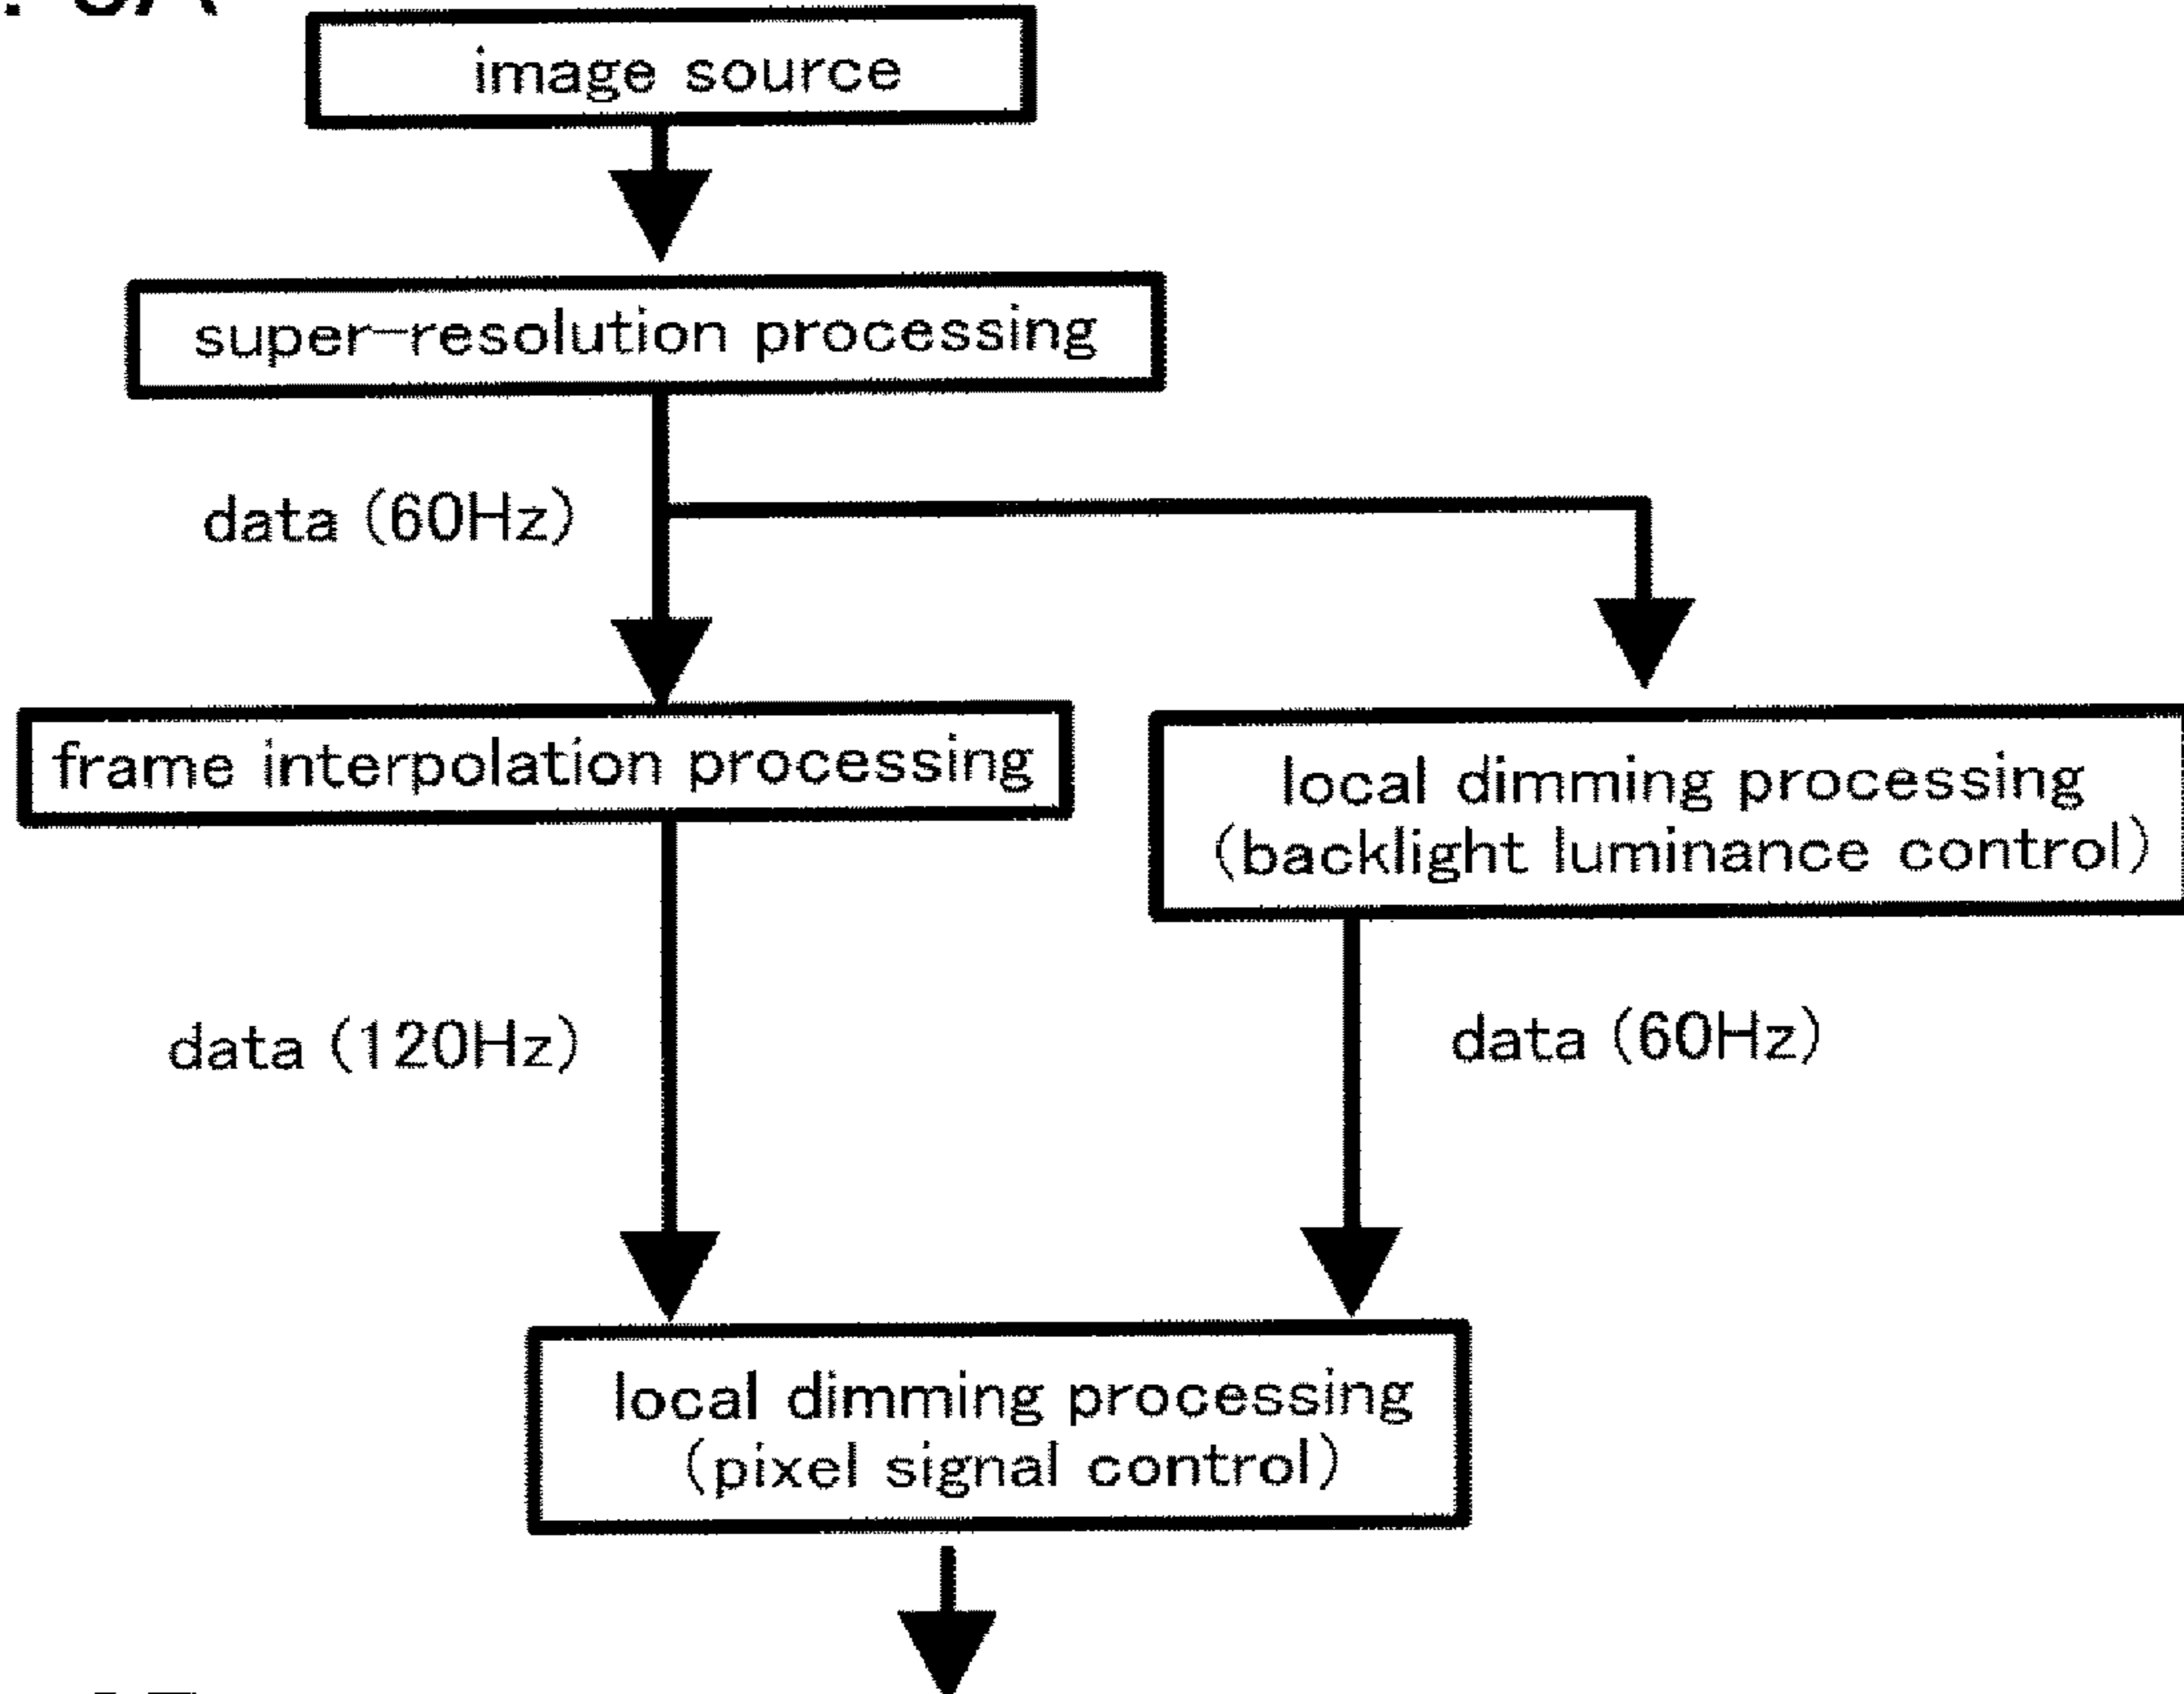 image source
super-resolution processing
data (60Hz)
frame interpolation processing
local dimming processing
(backlight luminance control)
data (120Hz)
data (60Hz)
local dimming processing
(pixel signal control)